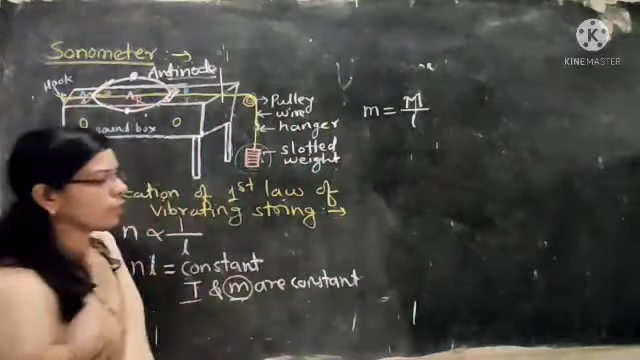 Sonometer →
Antinode
Hook
Pulley
wire
hanger
slotted
weight
sound box
m = M/l
cation of 1st law of
vibrating string :→
n ∝ 1/l
nl = constant
T & m are constant
K
KINEMASTER